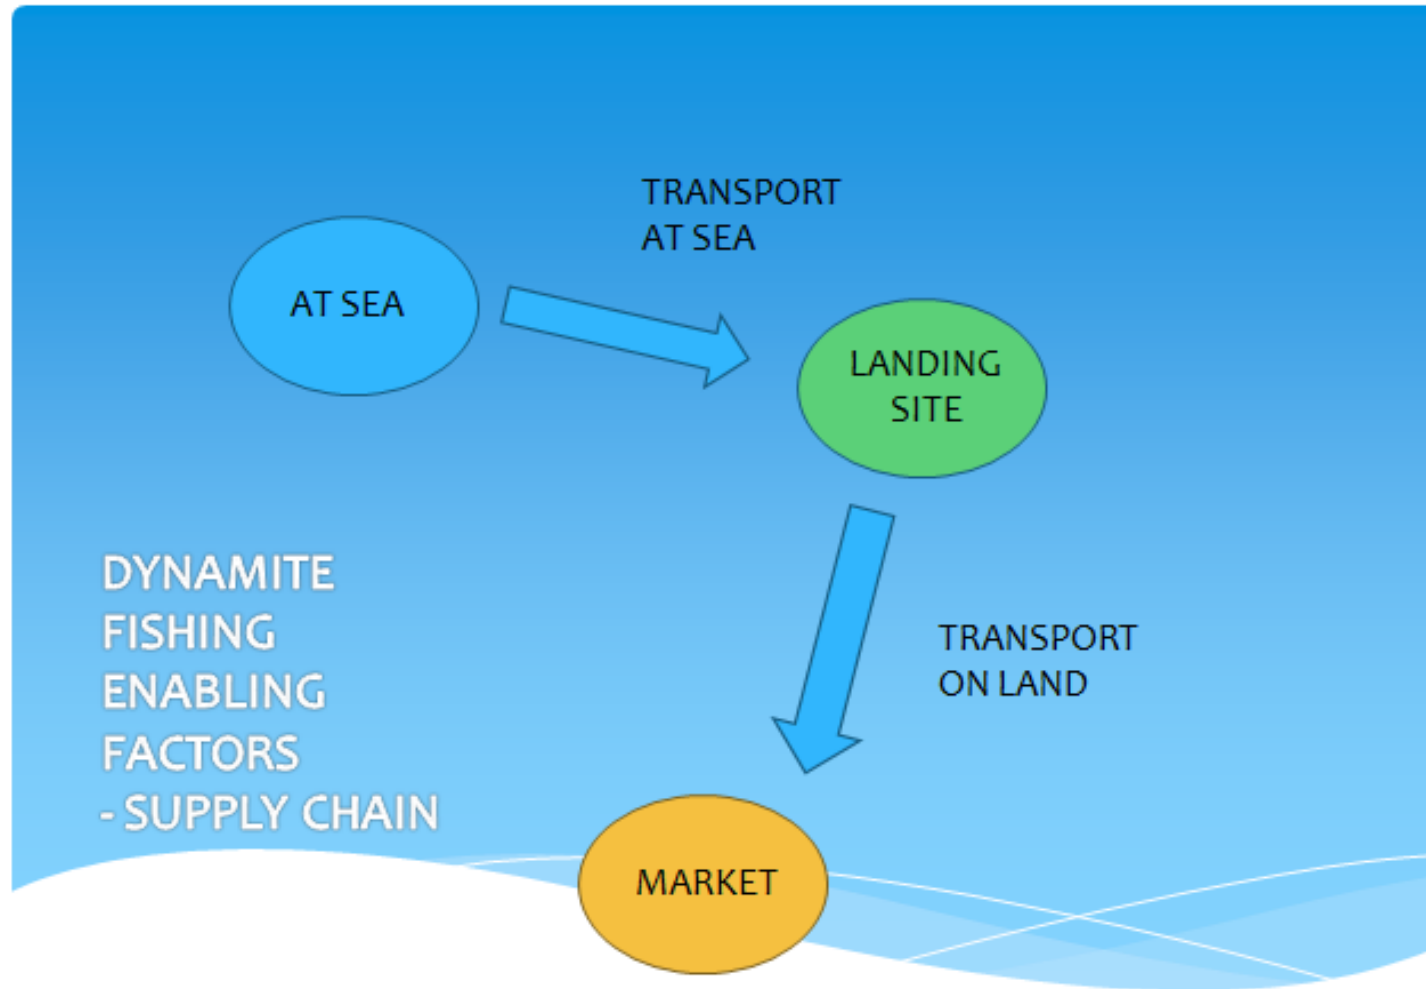 TRANSPORT
AT SEA
AT SEA
LANDING
SITE
DYNAMITE
FISHING
ENABLING
FACTORS
- SUPPLY CHAIN
TRANSPORT
ON LAND
MARKET